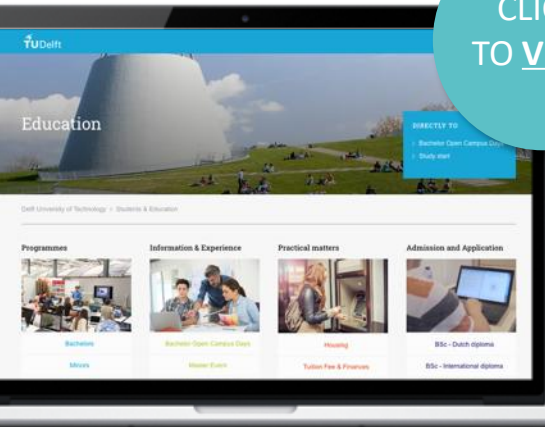 CLI
TO V
TUDelft
Education
DIRECTLY TO
Bachelor Open Campus Days
Study start
Delft University of Technology > Students & Education
Programmes
Information & Experience
Practical matters
Admission and Application
Bachelors
Bachelor Open Campus Days
Housing
BSc - Dutch diploma
Minors
Master Event
Tuition Fee & Finances
BSc - International diploma